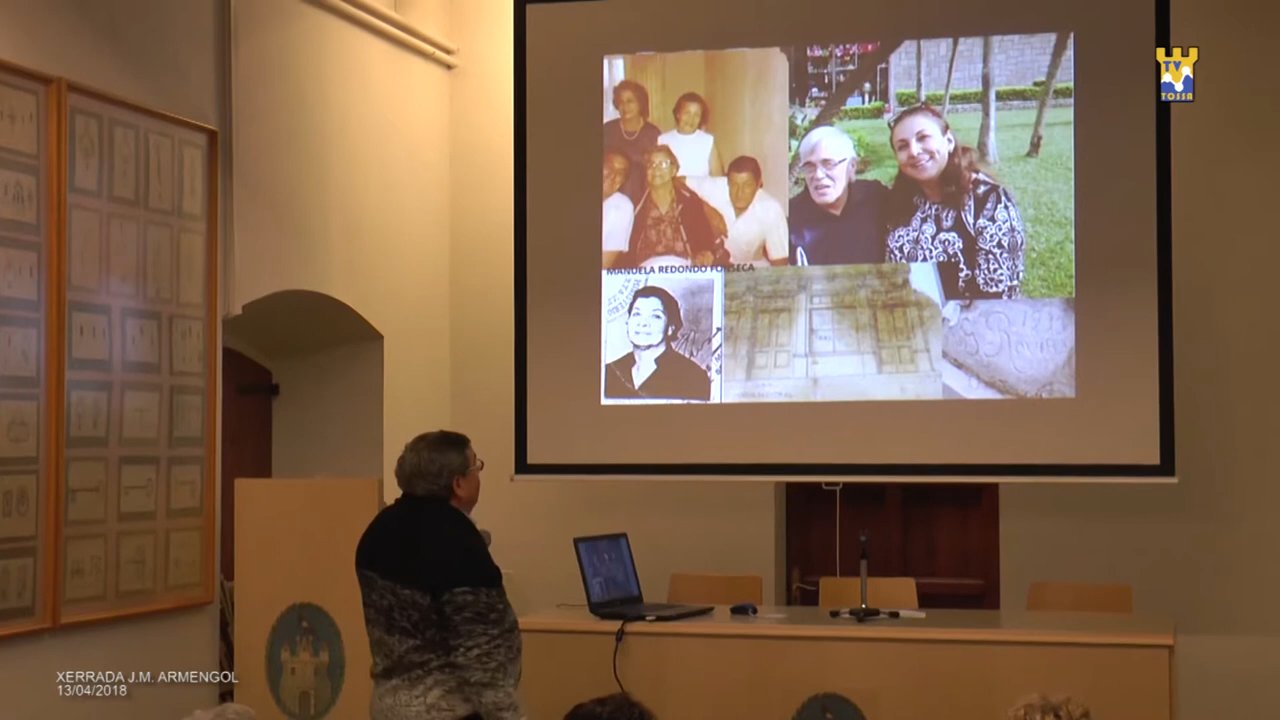 TV
TOSSA
MANUELA REDONDO FONSECA
XERRADA J.M. ARMENGOL
13/04/2018